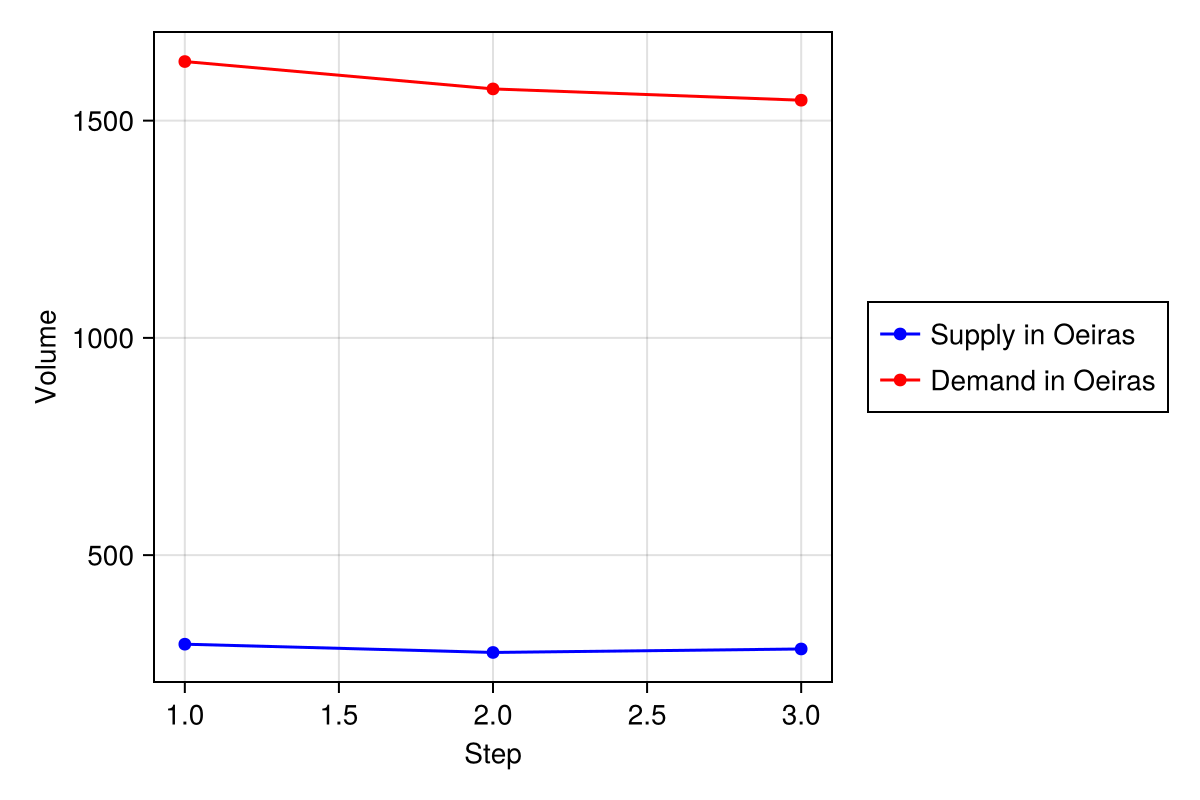 1500
1000
500
Volume
1.0 1.5 2.0 2.5 3.0
Step
Supply in Oeiras
Demand in Oeiras